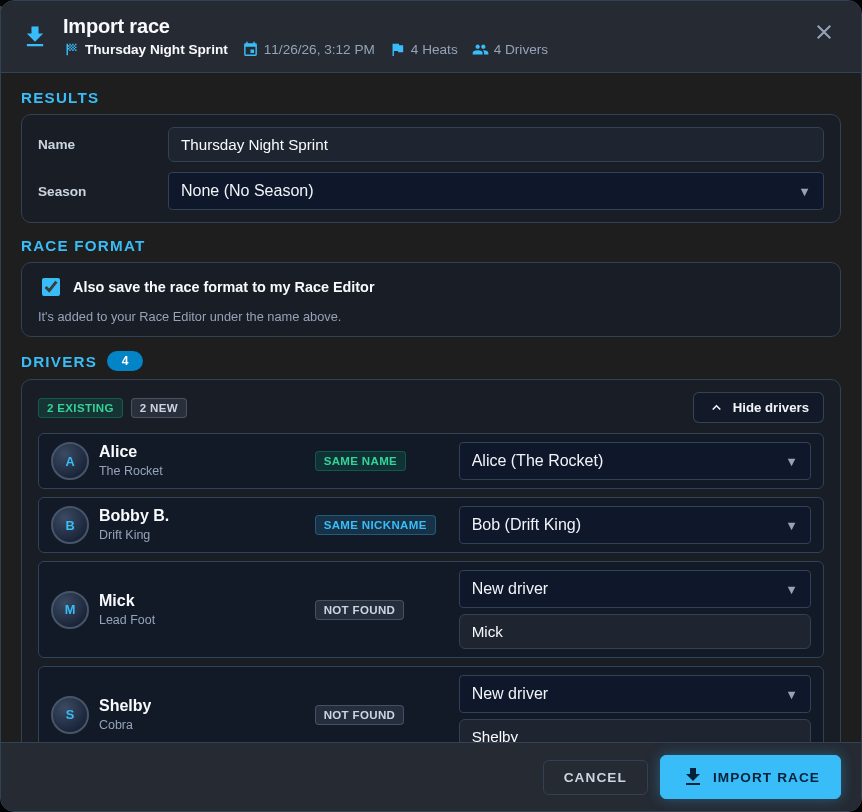 Import race
Thursday Night Sprint 11/26/26, 3:12 PM 4 Heats 4 Drivers
RESULTS
Name Thursday Night Sprint
Season None (No Season)
RACE FORMAT
Also save the race format to my Race Editor
It's added to your Race Editor under the name above.
DRIVERS 4
2 EXISTING 2 NEW Hide drivers
A Alice
The Rocket
SAME NAME
Alice (The Rocket)
B Bobby B.
Drift King
SAME NICKNAME
Bob (Drift King)
M Mick
Lead Foot
NOT FOUND
New driver
Mick
S Shelby
Cobra
NOT FOUND
New driver
Shelby
CANCEL IMPORT RACE